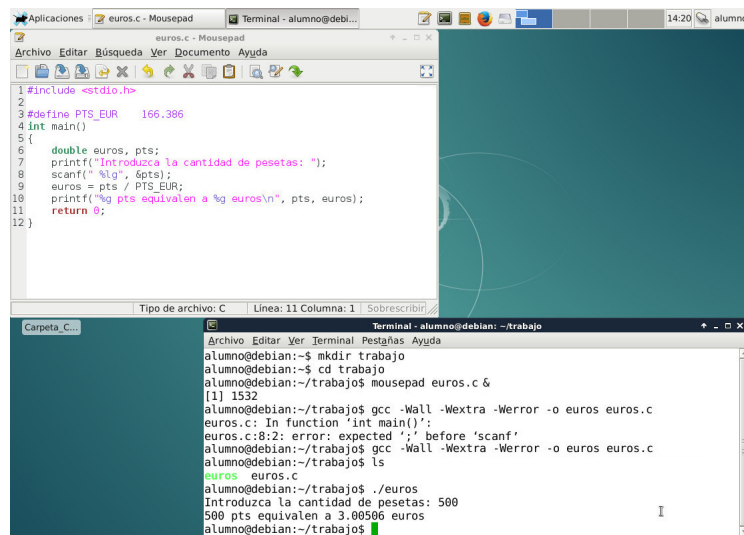 Aplicaciones euros.c - Mousepad Terminal - alumno@debi... 14:20 alumno
euros.c - Mousepad
Archivo Editar Búsqueda Ver Documento Ayuda
1 #include <stdio.h>
2
3 #define PTS_EUR    166.386
4 int main()
5 {
6     double euros, pts;
7     printf("Introduzca la cantidad de pesetas: ");
8     scanf(" %lg", &pts);
9     euros = pts / PTS_EUR;
10     printf("%g pts equivalen a %g euros\n", pts, euros);
11     return 0;
12 }
Tipo de archivo: C Línea: 11 Columna: 1 Sobrescribir
Carpeta_C...
Terminal - alumno@debian: ~/trabajo
Archivo Editar Ver Terminal Pestañas Ayuda
alumno@debian:~$ mkdir trabajo
alumno@debian:~$ cd trabajo
alumno@debian:~/trabajo$ mousepad euros.c &
[1] 1532
alumno@debian:~/trabajo$ gcc -Wall -Wextra -Werror -o euros euros.c
euros.c: In function ‘int main()’:
euros.c:8:2: error: expected ‘;’ before ‘scanf’
alumno@debian:~/trabajo$ gcc -Wall -Wextra -Werror -o euros euros.c
alumno@debian:~/trabajo$ ls
euros  euros.c
alumno@debian:~/trabajo$ ./euros
Introduzca la cantidad de pesetas: 500
500 pts equivalen a 3.00506 euros
alumno@debian:~/trabajo$